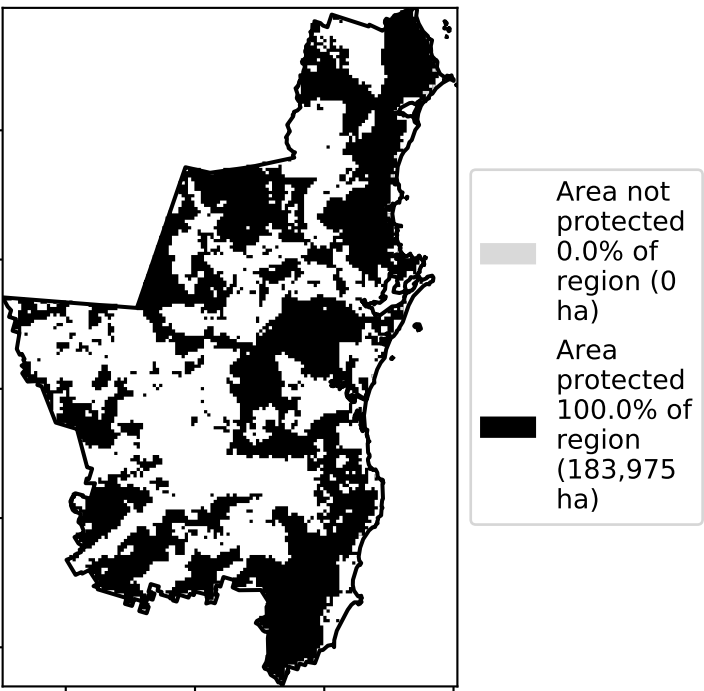 Area not
protected
0.0% of
region (0
ha)
Area
protected
100.0% of
region
(183,975
ha)